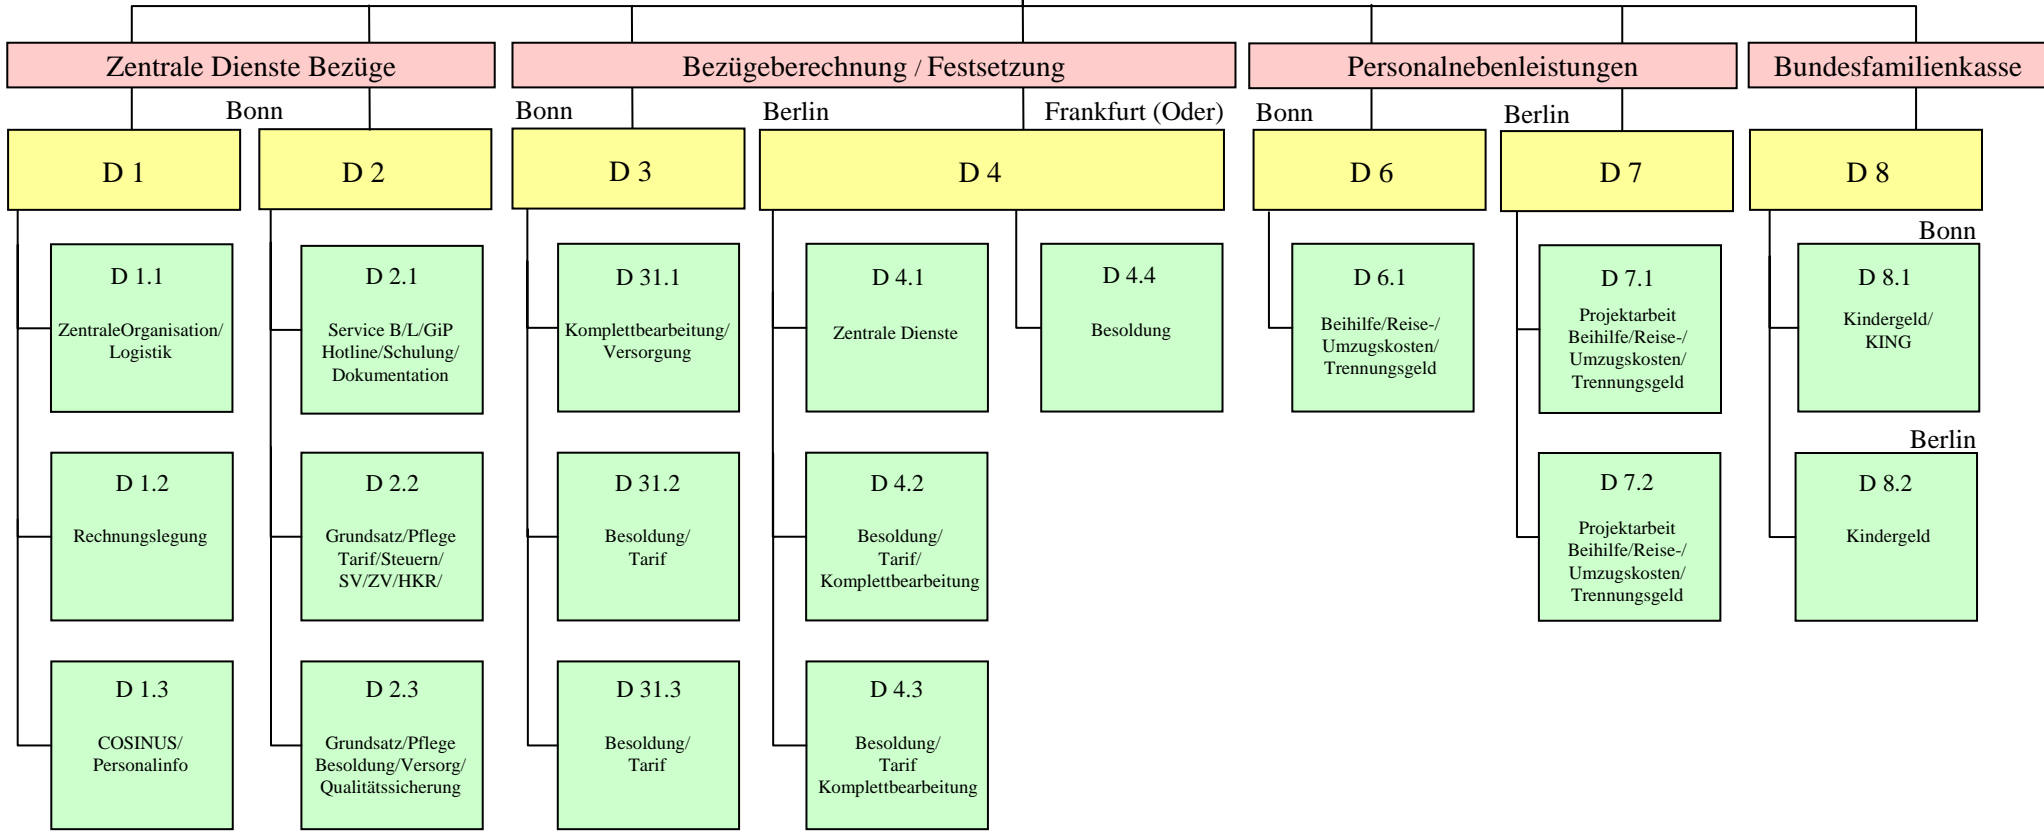 Zentrale Dienste Bezüge
Bezügeberechnung / Festsetzung
Personalnebenleistungen
Bundesfamilienkasse
Bonn
Bonn
Berlin
Frankfurt (Oder)
Bonn
Berlin
D 1
D 2
D 3
D 4
D 6
D 7
D 8
Bonn
D 1.1
ZentraleOrganisation/
Logistik
D 2.1
Service B/L/GiP
Hotline/Schulung/
Dokumentation
D 31.1
Komplettbearbeitung/
Versorgung
D 4.1
Zentrale Dienste
D 4.4
Besoldung
D 6.1
Beihilfe/Reise-/
Umzugskosten/
Trennungsgeld
D 7.1
Projektarbeit
Beihilfe/Reise-/
Umzugskosten/
Trennungsgeld
D 8.1
Kindergeld/
KING
Berlin
D 1.2
Rechnungslegung
D 2.2
Grundsatz/Pflege
Tarif/Steuern/
SV/ZV/HKR/
D 31.2
Besoldung/
Tarif
D 4.2
Besoldung/
Tarif/
Komplettbearbeitung
D 7.2
Projektarbeit
Beihilfe/Reise-/
Umzugskosten/
Trennungsgeld
D 8.2
Kindergeld
D 1.3
COSINUS/
Personalinfo
D 2.3
Grundsatz/Pflege
Besoldung/Versorg/
Qualitätssicherung
D 31.3
Besoldung/
Tarif
D 4.3
Besoldung/
Tarif
Komplettbearbeitung